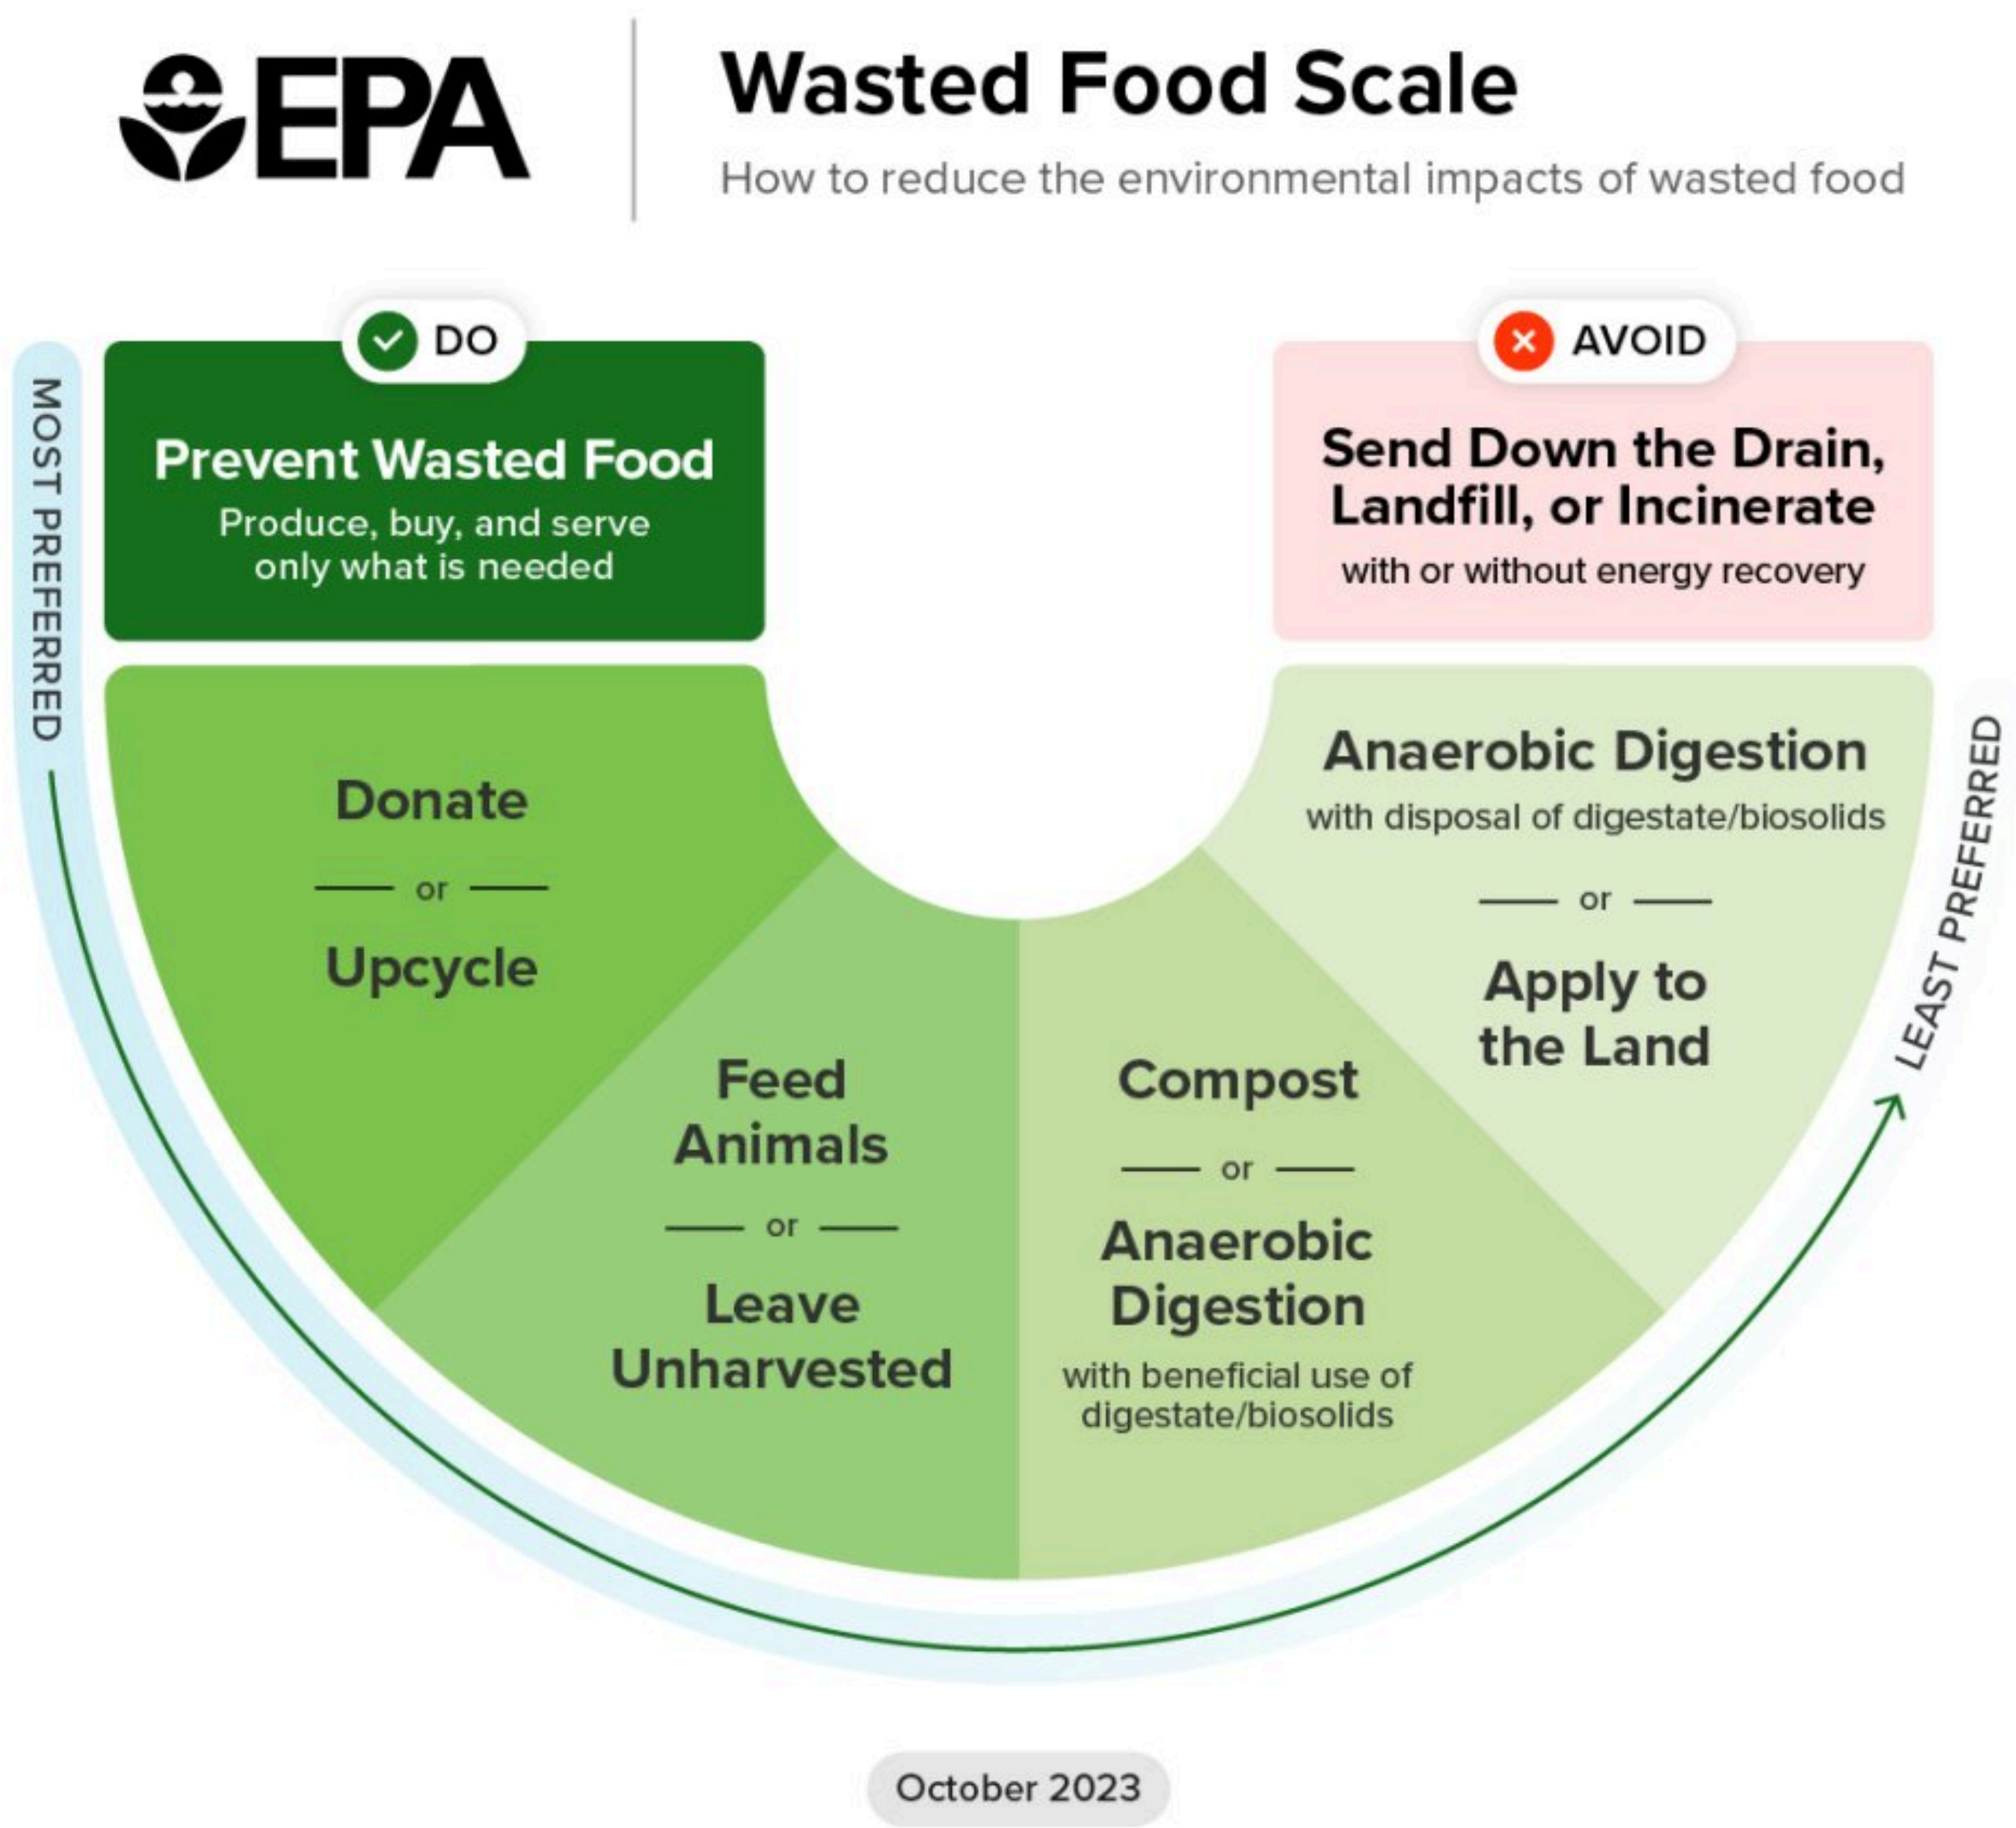 EPA
Wasted Food Scale
How to reduce the environmental impacts of wasted food
DO
Prevent Wasted Food
Produce, buy, and serve
only what is needed
AVOID
Send Down the Drain,
Landfill, or Incinerate
with or without energy recovery
MOST PREFERRED
Donate
or
Upcycle
Feed
Animals
or
Leave
Unharvested
Compost
or
Anaerobic
Digestion
with beneficial use of
digestate/biosolids
Anaerobic Digestion
with disposal of digestate/biosolids
or
Apply to
the Land
LEAST PREFERRED
October 2023